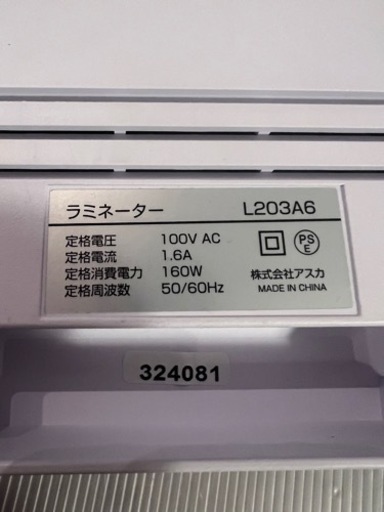 ラミネーター L203A6
定格電圧 100V AC
定格電流 1.6A
定格消費電力 160W
定格周波数 50/60Hz
PS
E
株式会社アスカ
MADE IN CHINA
324081